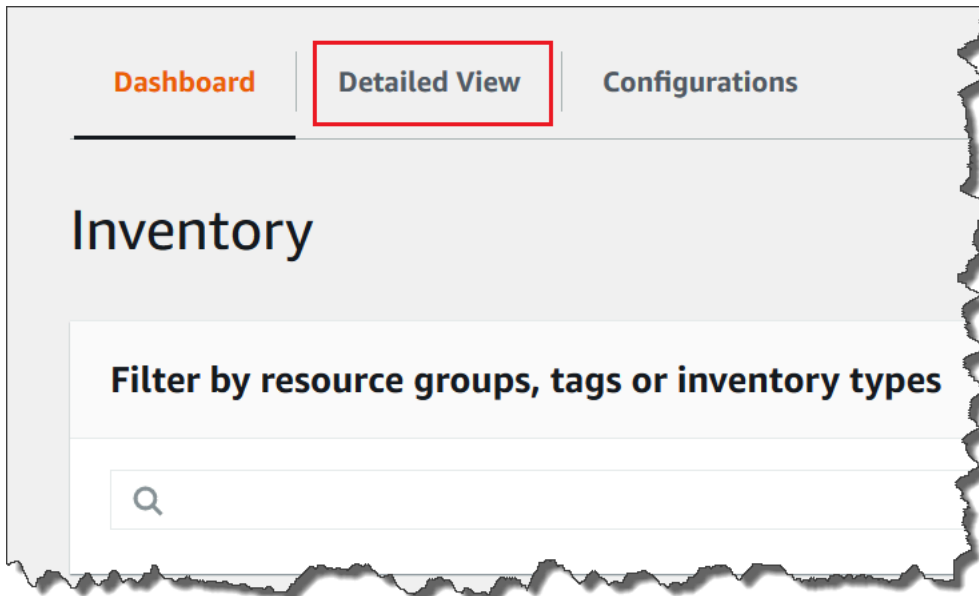 Dashboard Detailed View Configurations
Inventory
Filter by resource groups, tags or inventory types